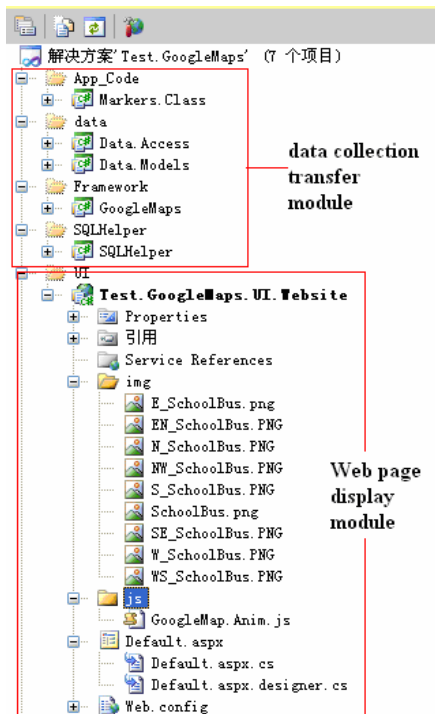 解决方案'Test.GoogleMaps' (7 个项目)
App_Code
Markers.Class
data
Data.Access
Data.Models
Framework
GoogleMaps
SQLHelper
SQLHelper
data collection
transfer
module
UI
Test.GoogleMaps.UI.Website
Properties
引用
Service References
img
E_SchoolBus.png
EN_SchoolBus.PNG
N_SchoolBus.PNG
NW_SchoolBus.PNG
S_SchoolBus.PNG
SchoolBus.png
SE_SchoolBus.PNG
W_SchoolBus.PNG
WS_SchoolBus.PNG
Web page
display
module
js
GoogleMap.Anim.js
Default.aspx
Default.aspx.cs
Default.aspx.designer.cs
Web.config